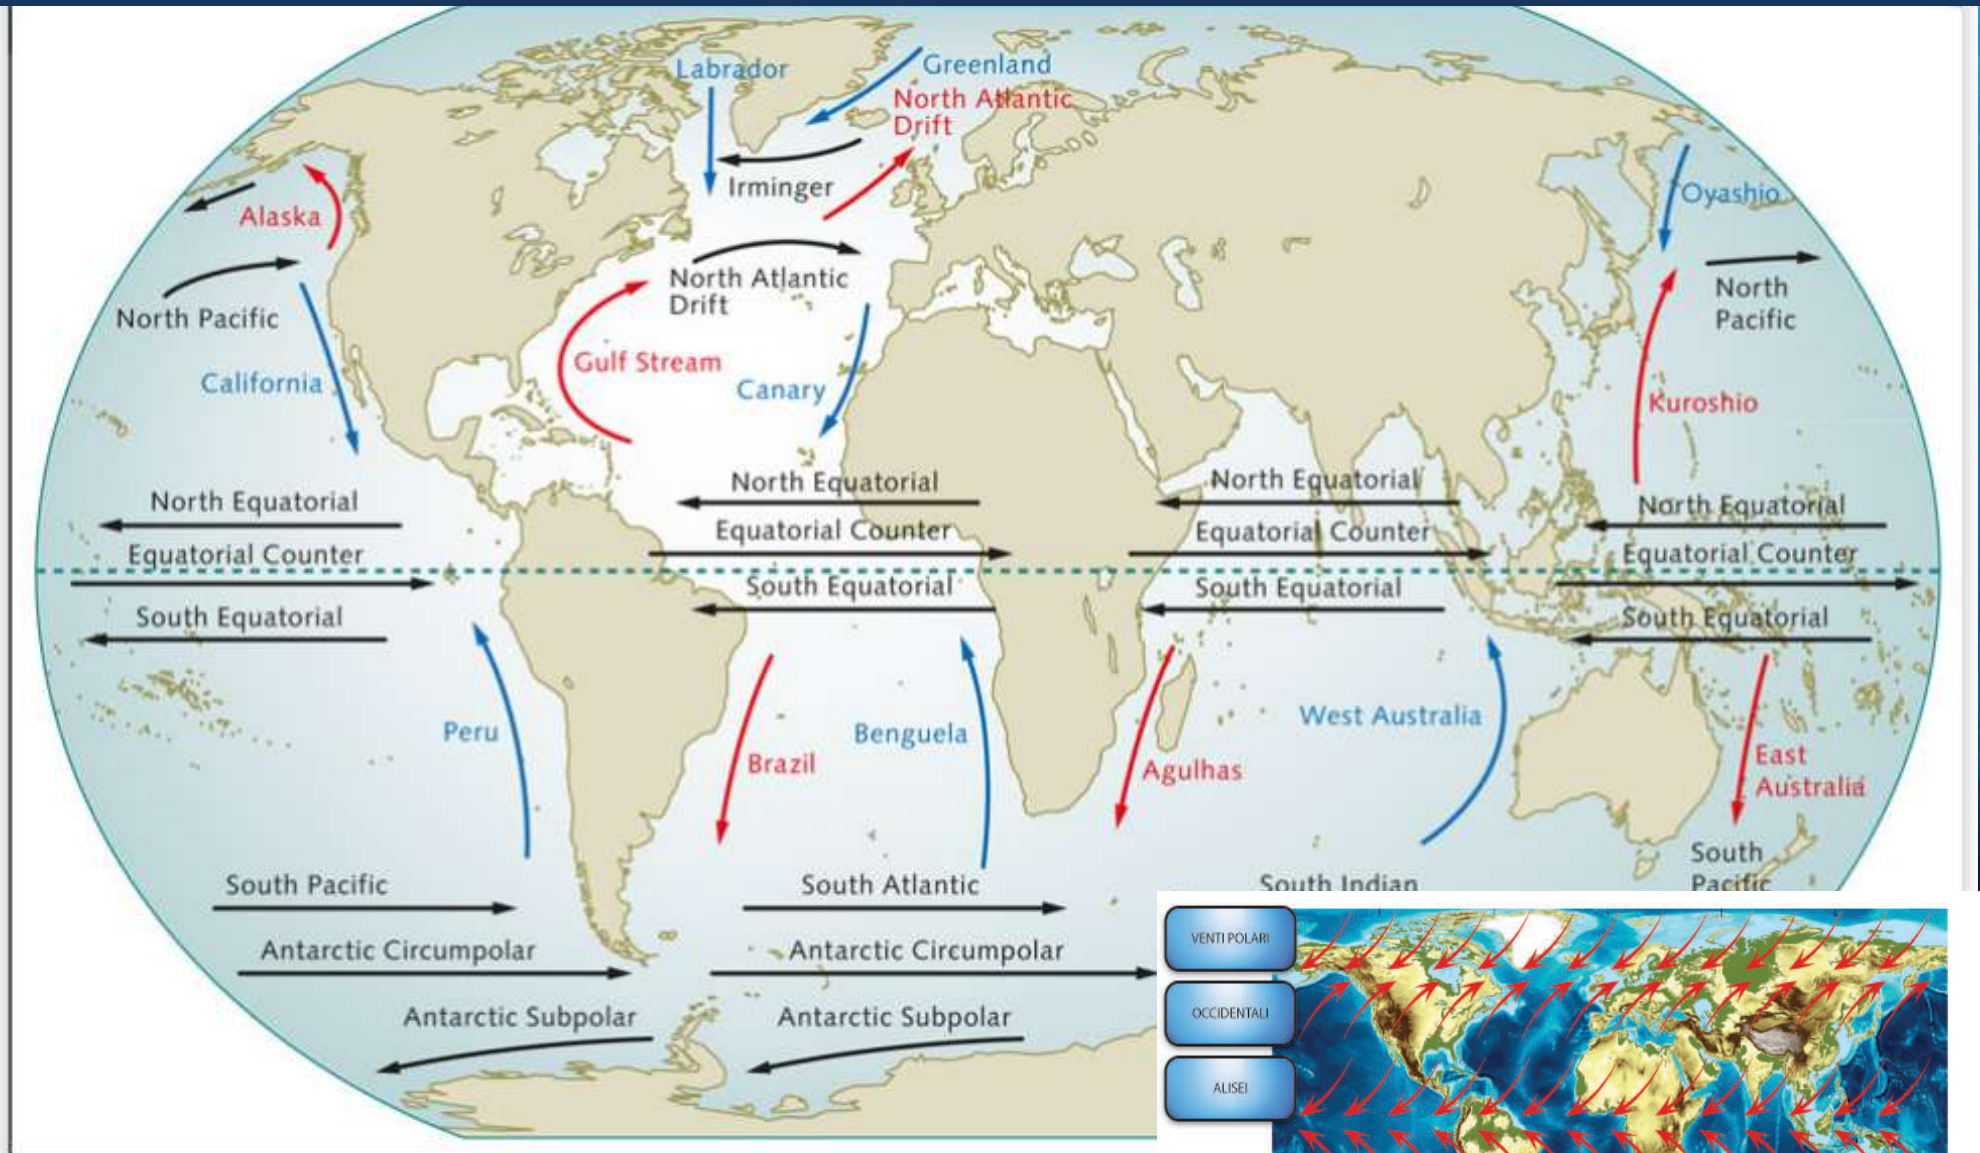 Labrador
Greenland
North Atlantic
Drift
Irminger
Oyashio
Alaska
North Atlantic
Drift
North
Pacific
North Pacific
Gulf Stream
California
Canary
Kuroshio
North Equatorial
North Equatorial
North Equatorial
North Equatorial
Equatorial Counter
Equatorial Counter
Equatorial Counter
Equatorial Counter
South Equatorial
South Equatorial
South Equatorial
South Equatorial
Peru
Brazil
Benguela
Agulhas
West Australia
East
Australia
South
Pacific
South Pacific
South Atlantic
South Indian
Antarctic Circumpolar
Antarctic Circumpolar
Antarctic Subpolar
Antarctic Subpolar
VENTI POLARI
OCCIDENTALI
ALISEI